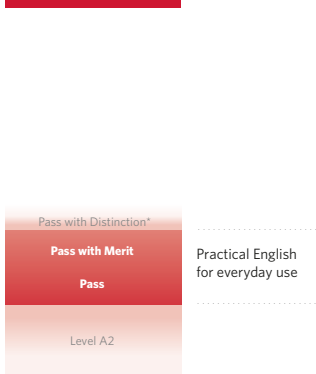 Pass with Distinction*
Pass with Merit
Practical English
for everyday use
Pass
Level A2